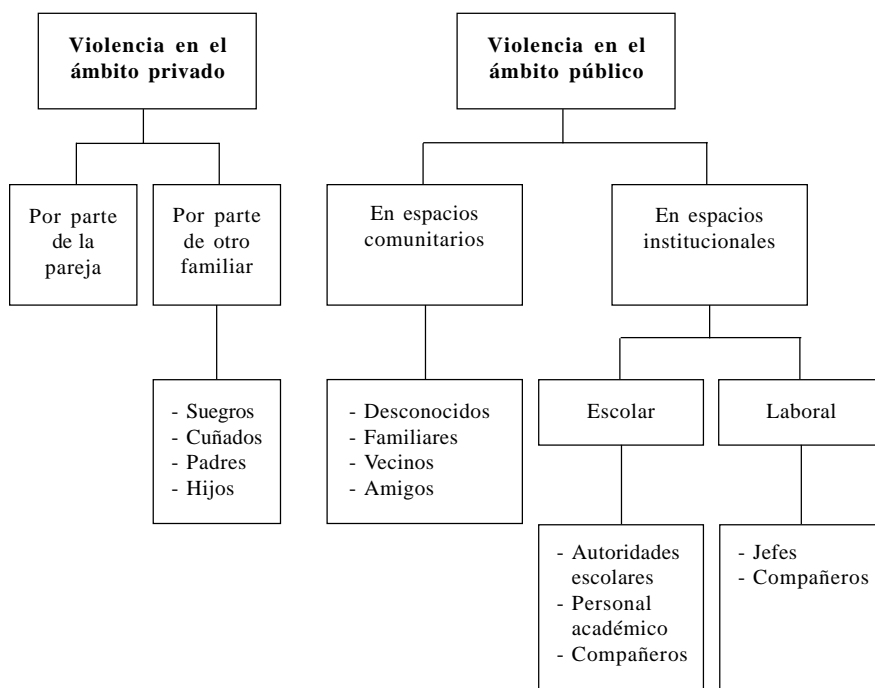 Violencia en el
ámbito privado
Violencia en el
ámbito público
Por parte
de la
pareja
Por parte
de otro
familiar
En espacios
comunitarios
En espacios
institucionales
- Suegros
- Cuñados
- Padres
- Hijos
- Desconocidos
- Familiares
- Vecinos
- Amigos
Escolar
Laboral
- Autoridades
escolares
- Personal
académico
- Compañeros
- Jefes
- Compañeros